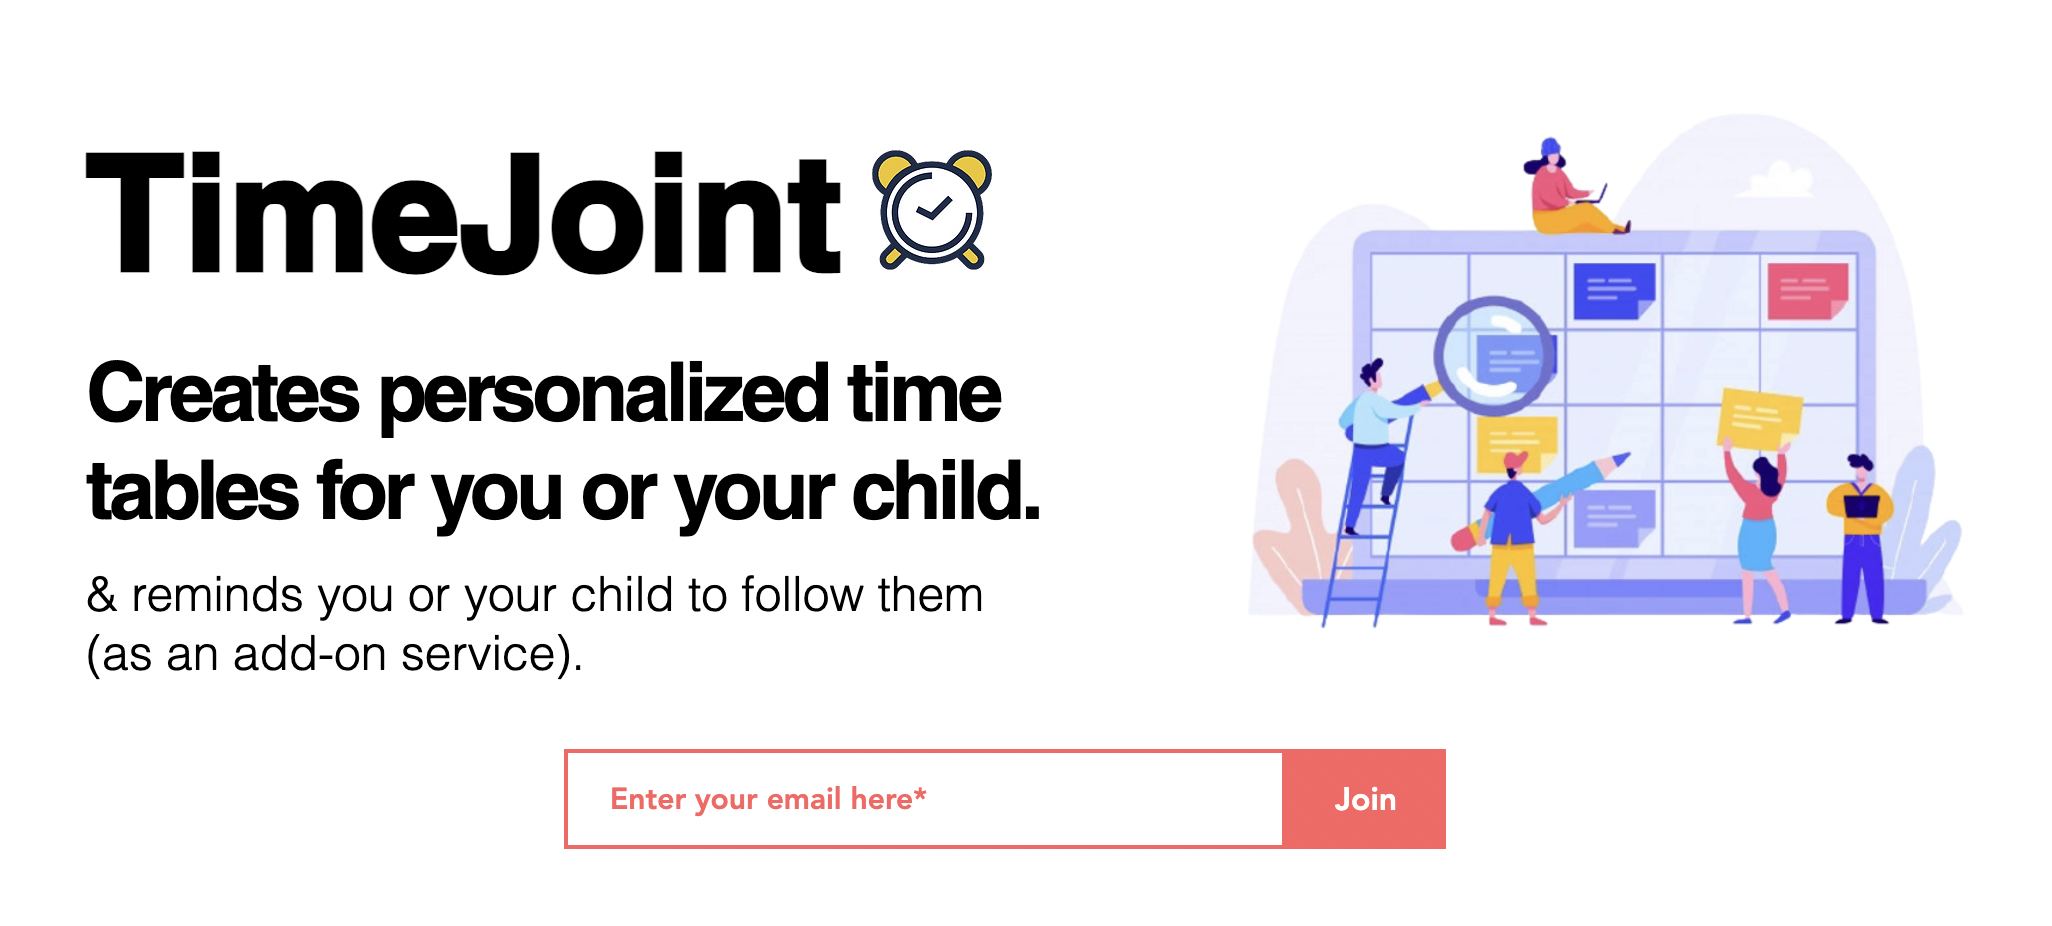 TimeJoint
Creates personalized time
tables for you or your child.
& reminds you or your child to follow them
(as an add-on service).
Enter your email here*
Join